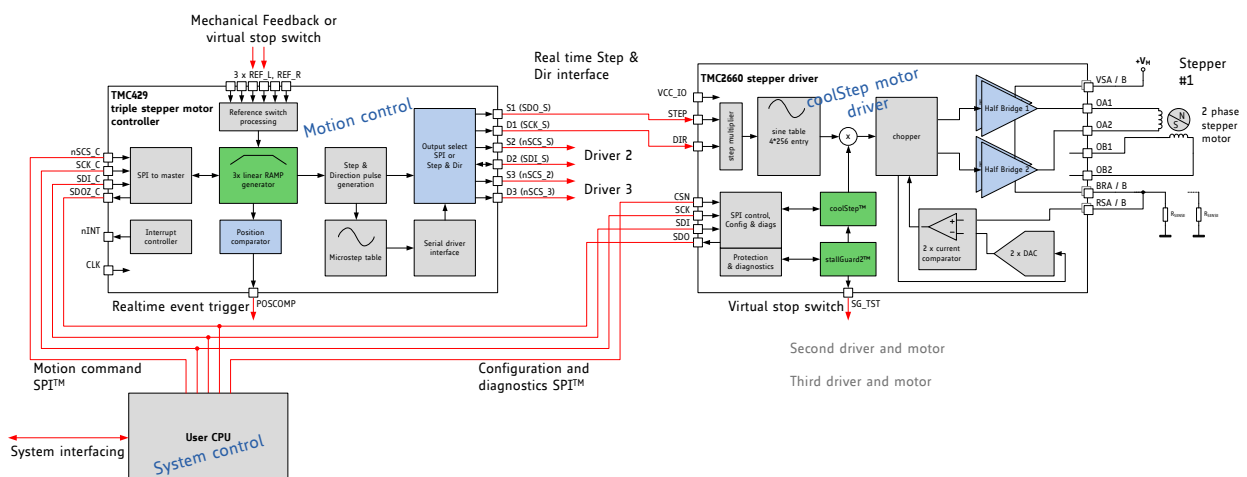 Mechanical Feedback or
virtual stop switch
3 x REF_L, REF_R
TMC429
triple stepper motor
controller
Reference switch
processing
Motion control
nSCS_C
SCK_C
SDI_C
SDOZ_C
nINT
CLK
SPI to master
3x linear RAMP
generator
Step &
Direction pulse
generation
Output select
SPI or
Step & Dir
Interrupt
controller
Position
comparator
Microstep table
Serial driver
interface
S1 (SDO_S)
D1 (SCK_S)
S2 (nSCS_S)
D2 (SDI_S)
S3 (nSCS_2)
D3 (nSCS_3)
Driver 2
Driver 3
Real time Step &
Dir interface
Realtime event trigger
POSCOMP
TMC2660 stepper driver
coolStep motor
driver
VCC_IO
STEP
DIR
step multiplier
sine table
4*256 entry
x
chopper
Half Bridge 1
Half Bridge 2
+VM
VSA / B
OA1
OA2
OB1
OB2
BRA / B
RSA / B
Stepper
#1
N
S
2 phase
stepper
motor
RSENSE
RSENSE
CSN
SCK
SDI
SDO
SPI control,
Config & diags
Protection
& diagnostics
coolStep™
stallGuard2™
+
-
2 x current
comparator
2 x DAC
Virtual stop switch
SG_TST
Second driver and motor
Third driver and motor
Motion command
SPI™
Configuration and
diagnostics SPI™
User CPU
System control
System interfacing